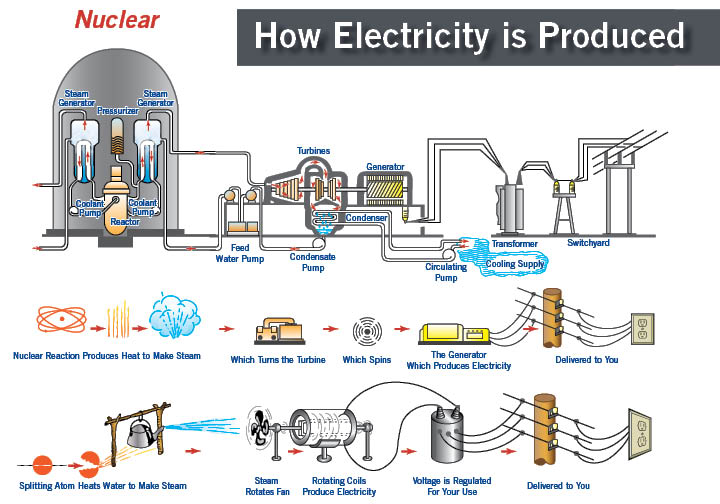 Nuclear
How Electricity is Produced
Steam
Generator
Pressurizer
Steam
Generator
Coolant
Pump
Reactor
Coolant
Pump
Turbines
Generator
Condenser
Feed
Water Pump
Condensate
Pump
Circulating
Pump
Cooling Supply
Transformer
Switchyard
Nuclear Reaction Produces Heat to Make Steam
Which Turns the Turbine
Which Spins
The Generator
Which Produces Electricity
Delivered to You
Splitting Atom Heats Water to Make Steam
Steam
Rotates Fan
Rotating Coils
Produce Electricity
Voltage is Regulated
For Your Use
Delivered to You